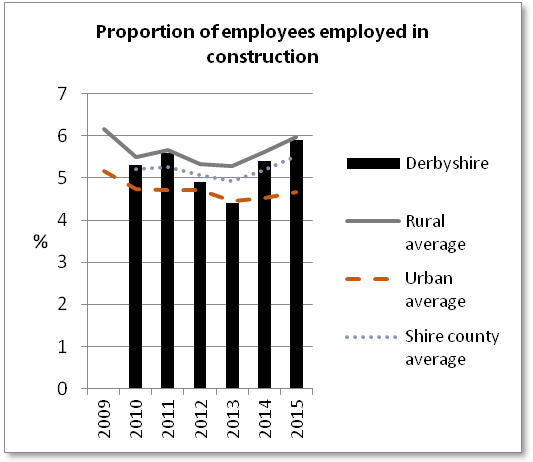 Proportion of employees employed in
construction
7
6
5
4
3
2
1
0
%
2009
2010
2011
2012
2013
2014
2015
Derbyshire
Rural
average
Urban
average
Shire county
average